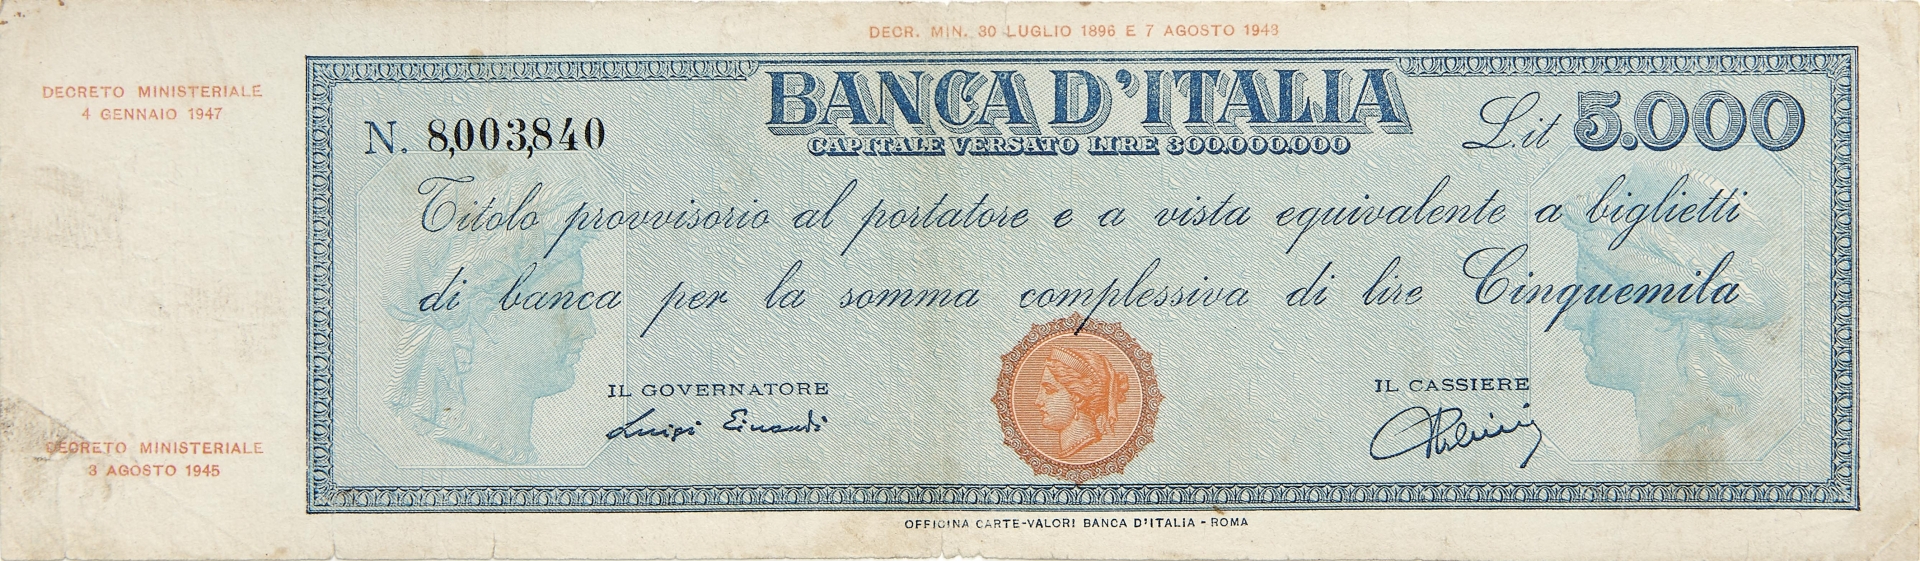 DECR. MIN. 30 LUGLIO 1896 E 7 AGOSTO 1943
DECRETO MINISTERIALE
4 GENNAIO 1947
BANCA D'ITALIA
CAPITALE VERSATO LIRE 300.000.000
N. 8,003,840
L.it 5.000
Titolo provvisorio al portatore e a vista equivalente a biglietti
di banca per la somma complessiva di lire Cinquemila
IL GOVERNATORE
Luigi Einaudi
IL CASSIERE
DECRETO MINISTERIALE
3 AGOSTO 1945
OFFICINA CARTE-VALORI BANCA D'ITALIA - ROMA